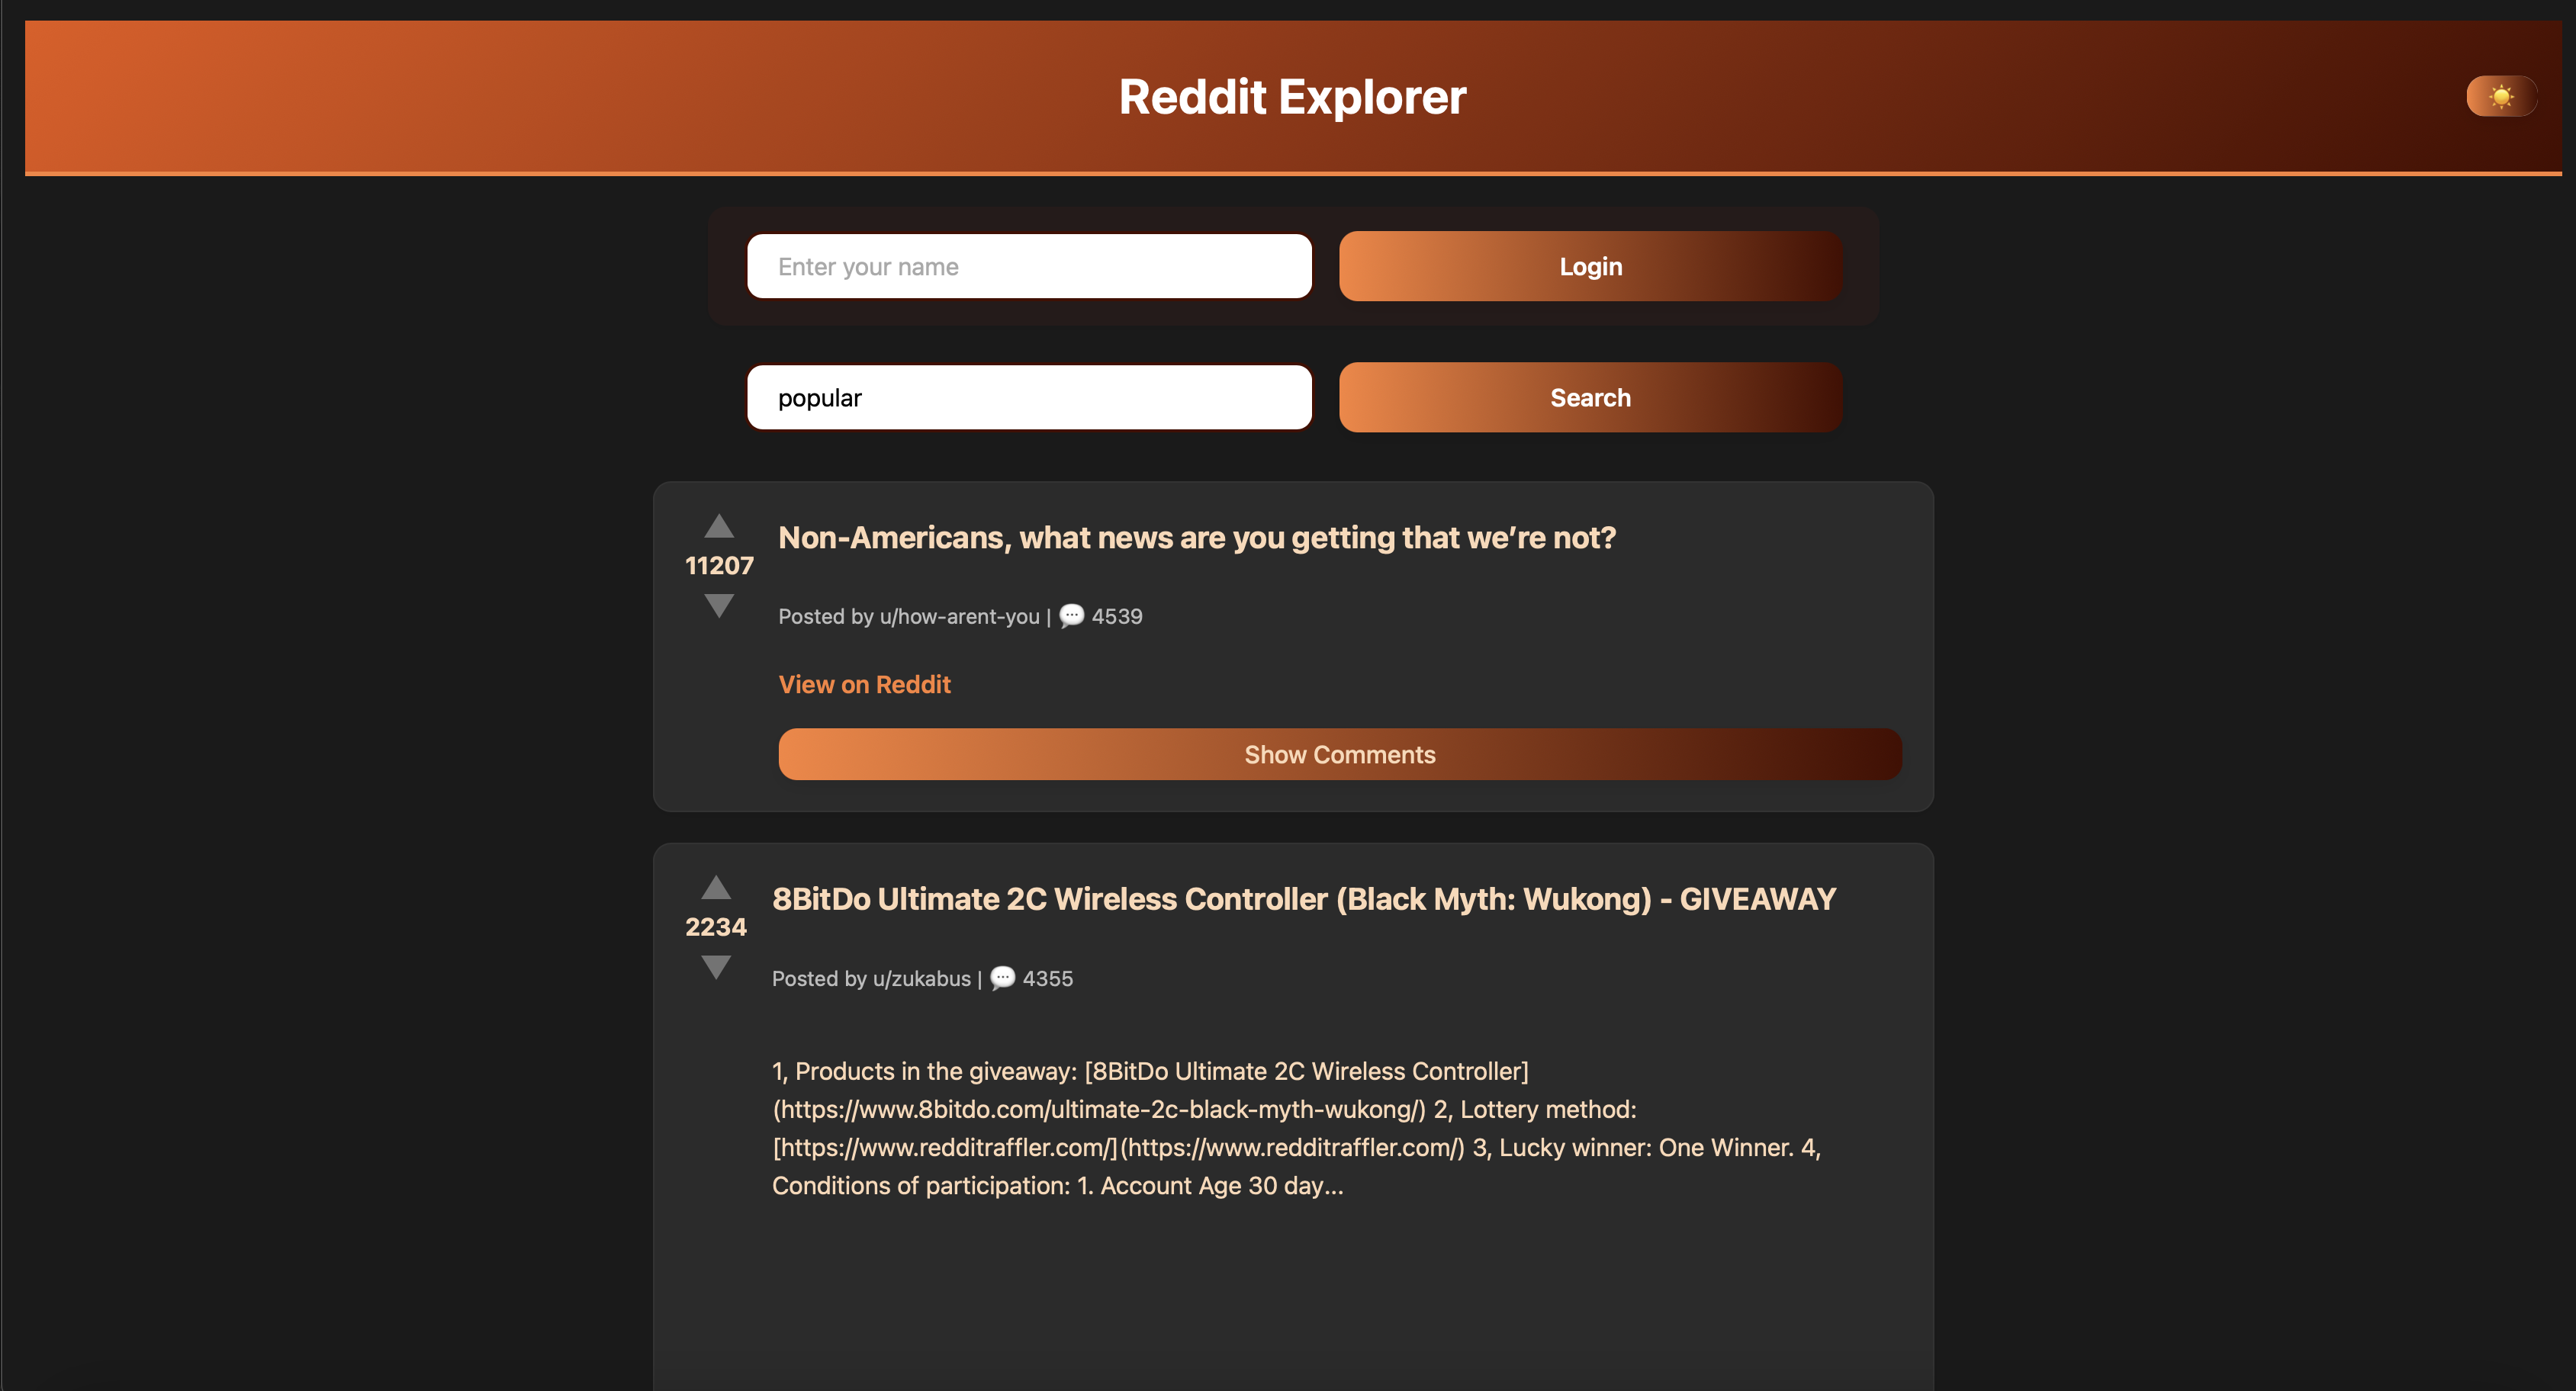 Reddit Explorer
Enter your name
Login
popular
Search
Non-Americans, what news are you getting that we’re not?
11207
Posted by u/how-arent-you | 💬 4539
View on Reddit
Show Comments
8BitDo Ultimate 2C Wireless Controller (Black Myth: Wukong) - GIVEAWAY
2234
Posted by u/zukabus | 💬 4355
1, Products in the giveaway: [8BitDo Ultimate 2C Wireless Controller]
(https://www.8bitdo.com/ultimate-2c-black-myth-wukong/) 2, Lottery method:
[https://www.redditraffler.com/](https://www.redditraffler.com/) 3, Lucky winner: One Winner. 4,
Conditions of participation: 1. Account Age 30 day...